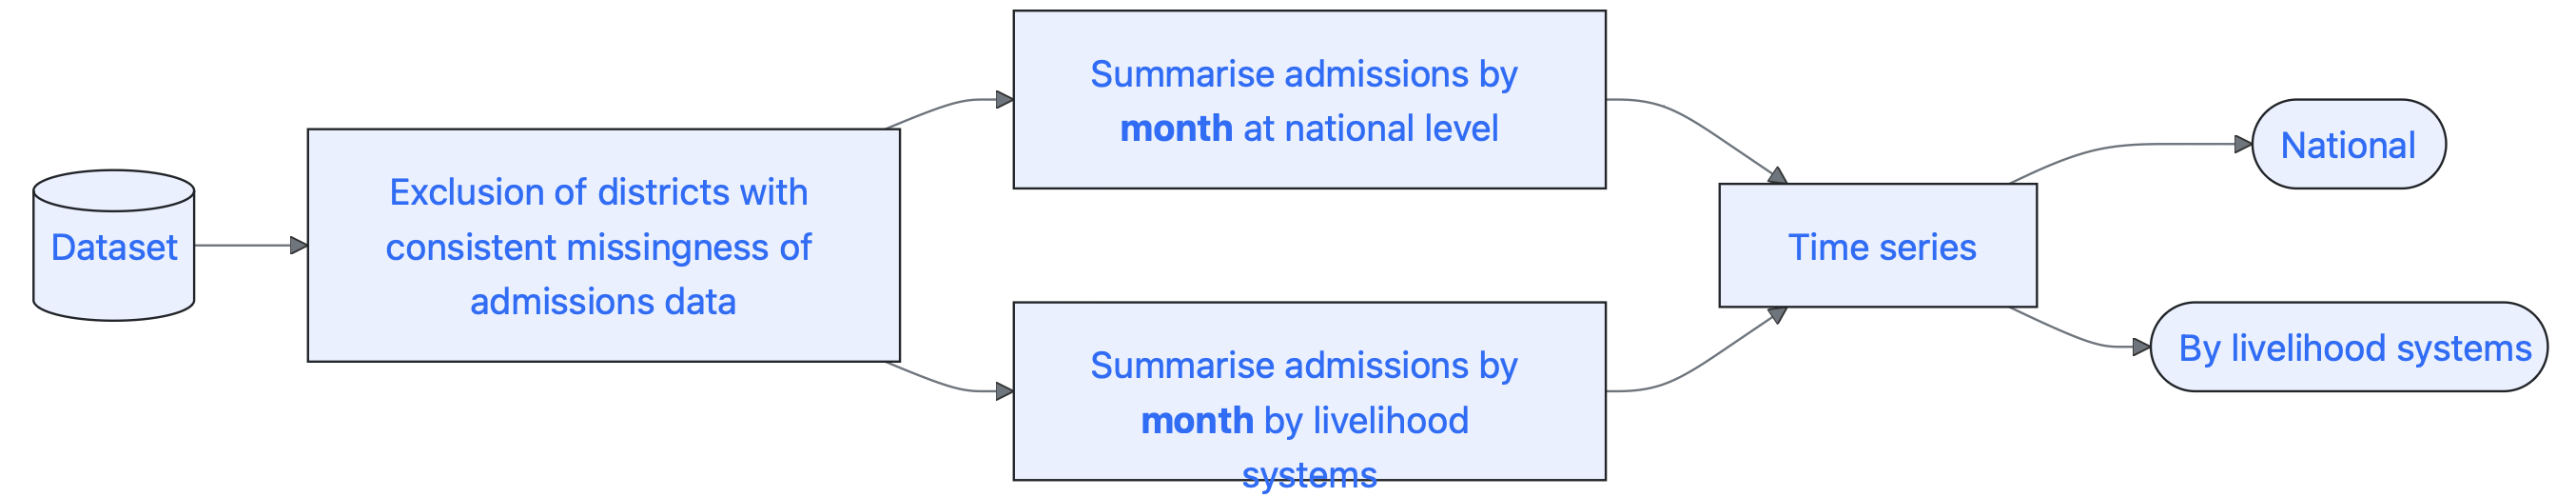 Dataset
Exclusion of districts with
consistent missingness of
admissions data
Summarise admissions by
month at national level
Summarise admissions by
month by livelihood
systems
Time series
National
By livelihood systems